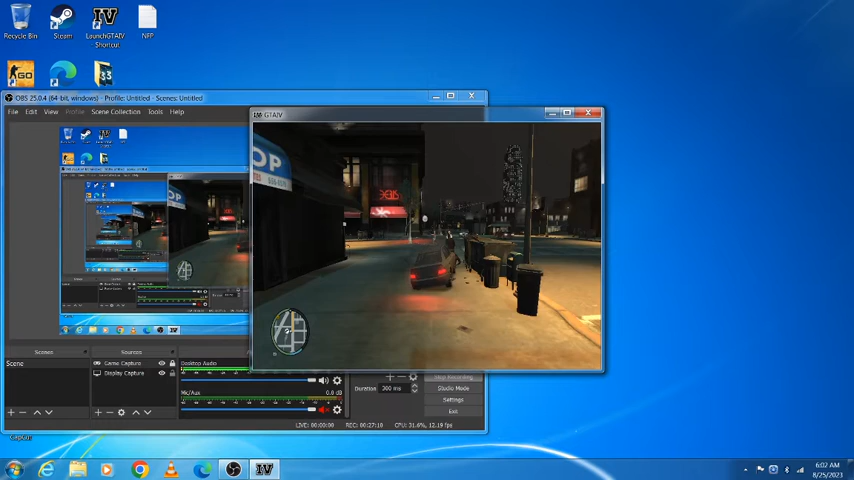 Recycle Bin
Steam
LaunchGTAIV
- Shortcut
NFP
GO
OBS 25.0.4 (64-bit, windows) - Profile: Untitled - Scenes: Untitled
File Edit View Profile Scene Collection Tools Help
GTAIV
OP
Scenes
Sources
Scene
Game Capture
Display Capture
Desktop Audio
Mic/Aux
0.0 dB
Duration 300 ms
Stop Recording
Studio Mode
Settings
Exit
LIVE: 00:00:00 REC: 00:27:18 CPU: 31.6%, 12.19 fps
IV
6:02 AM
8/25/2023